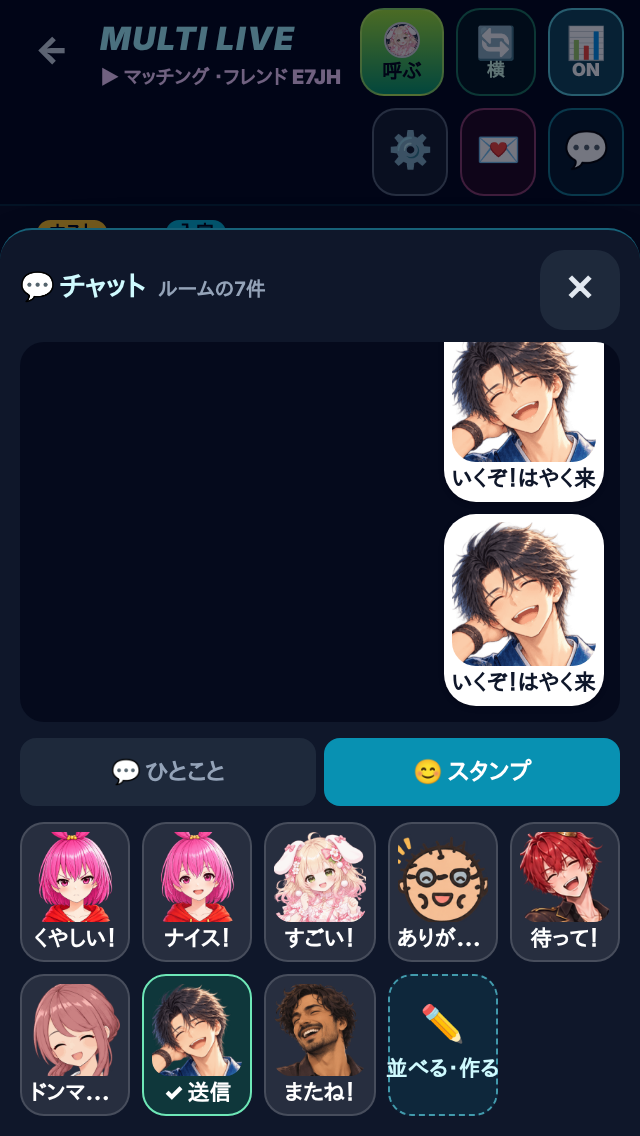 MULTI LIVE
▶ マッチング・フレンド E7JH
呼ぶ
横
ON
チャット ルームの7件
✕
いくぞ!はやく来
いくぞ!はやく来
ひとこと
スタンプ
くやしい!
ナイス!
すごい!
ありが...
待って!
ドンマ...
✓ 送信
またね!
並べる・作る